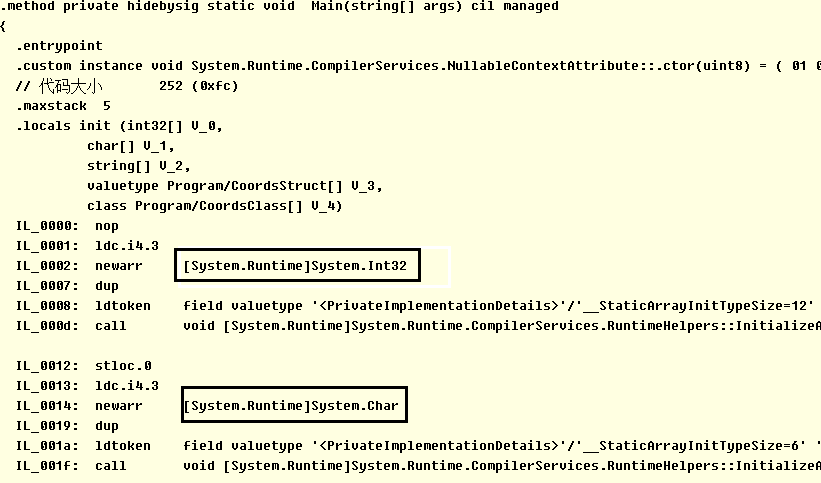 .method private hidebysig static void  Main(string[] args) cil managed
{
  .entrypoint
  .custom instance void System.Runtime.CompilerServices.NullableContextAttribute::.ctor(uint8) = ( 01 0
  // 代码大小       252 (0xfc)
  .maxstack  5
  .locals init (int32[] V_0,
           char[] V_1,
           string[] V_2,
           valuetype Program/CoordsStruct[] V_3,
           class Program/CoordsClass[] V_4)
  IL_0000:  nop
  IL_0001:  ldc.i4.3
  IL_0002:  newarr     [System.Runtime]System.Int32
  IL_0007:  dup
  IL_0008:  ldtoken    field valuetype '<PrivateImplementationDetails>'/'__StaticArrayInitTypeSize=12'
  IL_000d:  call       void [System.Runtime]System.Runtime.CompilerServices.RuntimeHelpers::InitializeA
  IL_0012:  stloc.0
  IL_0013:  ldc.i4.3
  IL_0014:  newarr     [System.Runtime]System.Char
  IL_0019:  dup
  IL_001a:  ldtoken    field valuetype '<PrivateImplementationDetails>'/'__StaticArrayInitTypeSize=6' '
  IL_001f:  call       void [System.Runtime]System.Runtime.CompilerServices.RuntimeHelpers::InitializeA